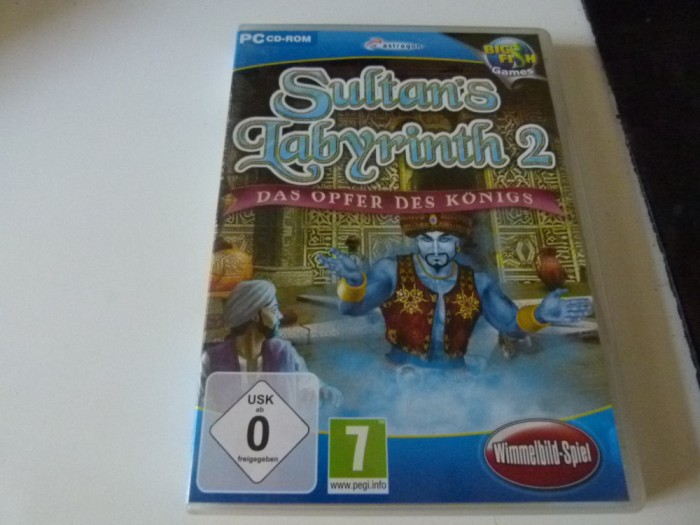 PC CD-ROM
astragon
BIG FISH
Games
Sultan's
Labyrinth 2
DAS OPFER DES KÖNIGS
USK
ab
0
freigegeben
7
www.pegi.info
Wimmelbild-Spiel